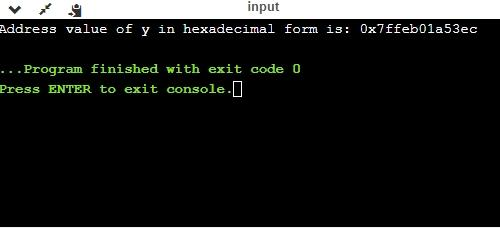 input
Address value of y in hexadecimal form is: 0x7ffeb01a53ec
...Program finished with exit code 0
Press ENTER to exit console.